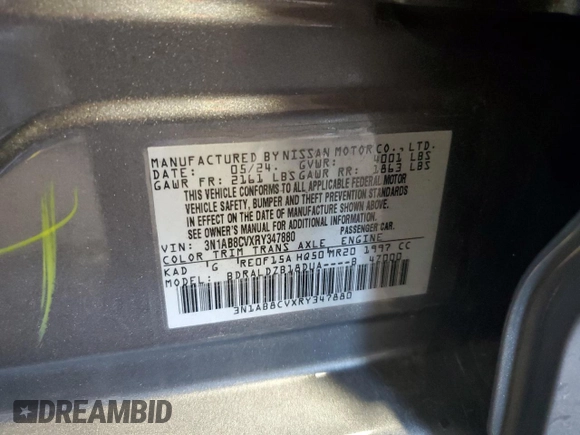 MANUFACTURED BY NISSAN MOTOR CO., LTD.
DATE: 05/24. GVWR: 4001 LBS
GAWR FR: 2161 LBS GAWR RR: 1863 LBS
THIS VEHICLE CONFORMS TO ALL APPLICABLE FEDERAL MOTOR
VEHICLE SAFETY, BUMPER AND THEFT PREVENTION STANDARDS
IN EFFECT ON THE DATE OF MANUFACTURE SHOWN ABOVE.
SEE OWNER'S MANUAL FOR ADDITIONAL INFORMATION.
VIN: 3N1AB8CVXRY347880 PASSENGER CAR.
COLOR TRIM TRANS AXLE ENGINE
KAD G RE0F15A HQ50 MR20 1997 CC
MODEL: BDRALDZB18DUA----B 47000
3N1AB8CVXRY347880
DREAMBID